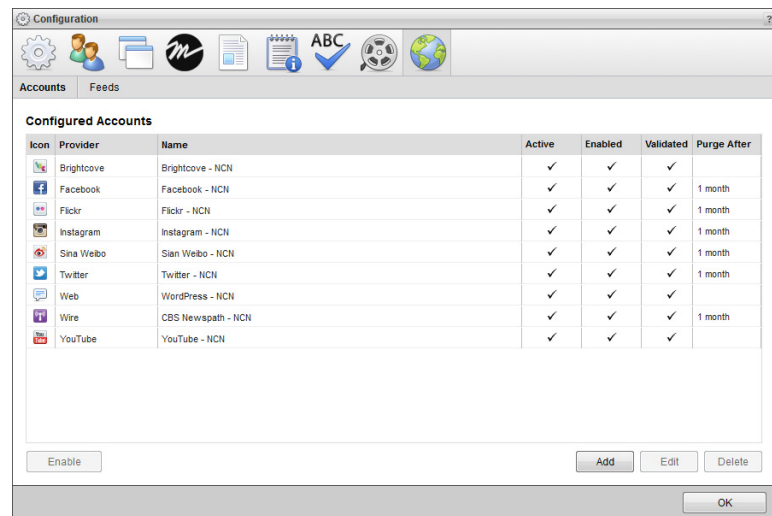 Configuration ?
ABC
Accounts Feeds
Configured Accounts
Icon Provider Name Active Enabled Validated Purge After
Brightcove Brightcove - NCN ✓ ✓ ✓
Facebook Facebook - NCN ✓ ✓ ✓ 1 month
Flickr Flickr - NCN ✓ ✓ ✓ 1 month
Instagram Instagram - NCN ✓ ✓ ✓ 1 month
Sina Weibo Sian Weibo - NCN ✓ ✓ ✓ 1 month
Twitter Twitter - NCN ✓ ✓ ✓ 1 month
Web WordPress - NCN ✓ ✓ ✓
Wire CBS Newspath - NCN ✓ ✓ ✓ 1 month
You Tube YouTube YouTube - NCN ✓ ✓ ✓
Enable Add Edit Delete
OK